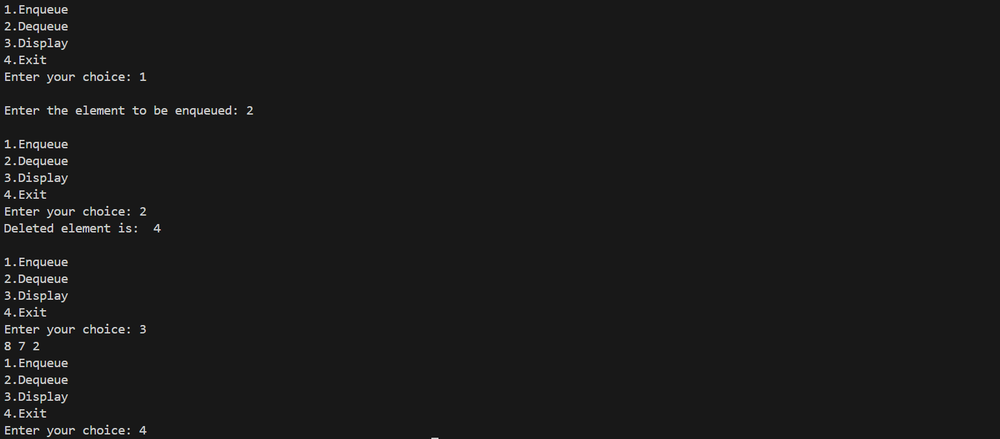 1.Enqueue
2.Dequeue
3.Display
4.Exit
Enter your choice: 1
Enter the element to be enqueued: 2
1.Enqueue
2.Dequeue
3.Display
4.Exit
Enter your choice: 2
Deleted element is:  4
1.Enqueue
2.Dequeue
3.Display
4.Exit
Enter your choice: 3
8 7 2
1.Enqueue
2.Dequeue
3.Display
4.Exit
Enter your choice: 4